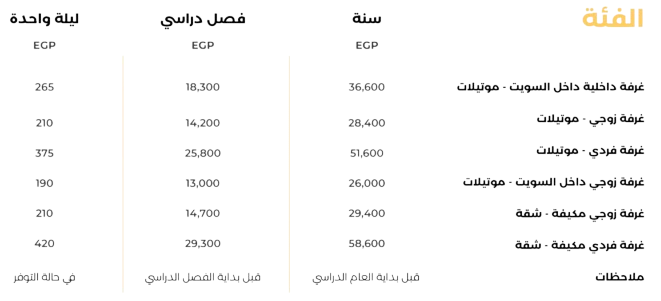 الفئة سنة فصل دراسي ليلة واحدة
EGP EGP EGP
غرفة داخلية داخل السويت - موتيلات 36,600 18,300 265
غرفة زوجي - موتيلات 28,400 14,200 210
غرفة فردي - موتيلات 51,600 25,800 375
غرفة زوجي داخل السويت - موتيلات 26,000 13,000 190
غرفة زوجي مكيفة - شقة 29,400 14,700 210
غرفة فردي مكيفة - شقة 58,600 29,300 420
ملاحظات قبل بداية العام الدراسي قبل بداية الفصل الدراسي في حالة التوفر